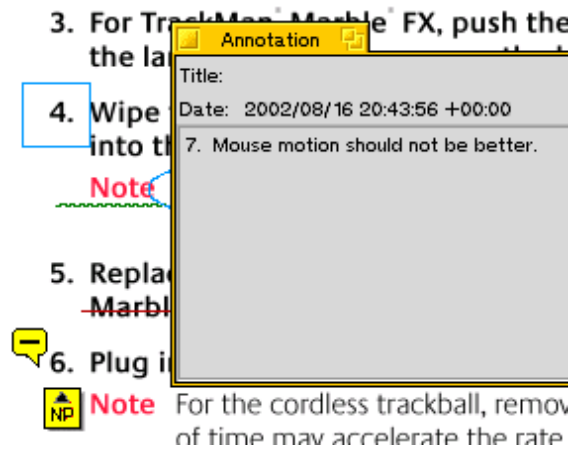 3. For TrackMan Marble FX, push the
the la
Annotation
Title:
Date: 2002/08/16 20:43:56 +00:00
7. Mouse motion should not be better.
4. Wipe
into th
Note
5. Repla
Marbl
6. Plug i
NP
Note For the cordless trackball, remov
of time may accelerate the rate